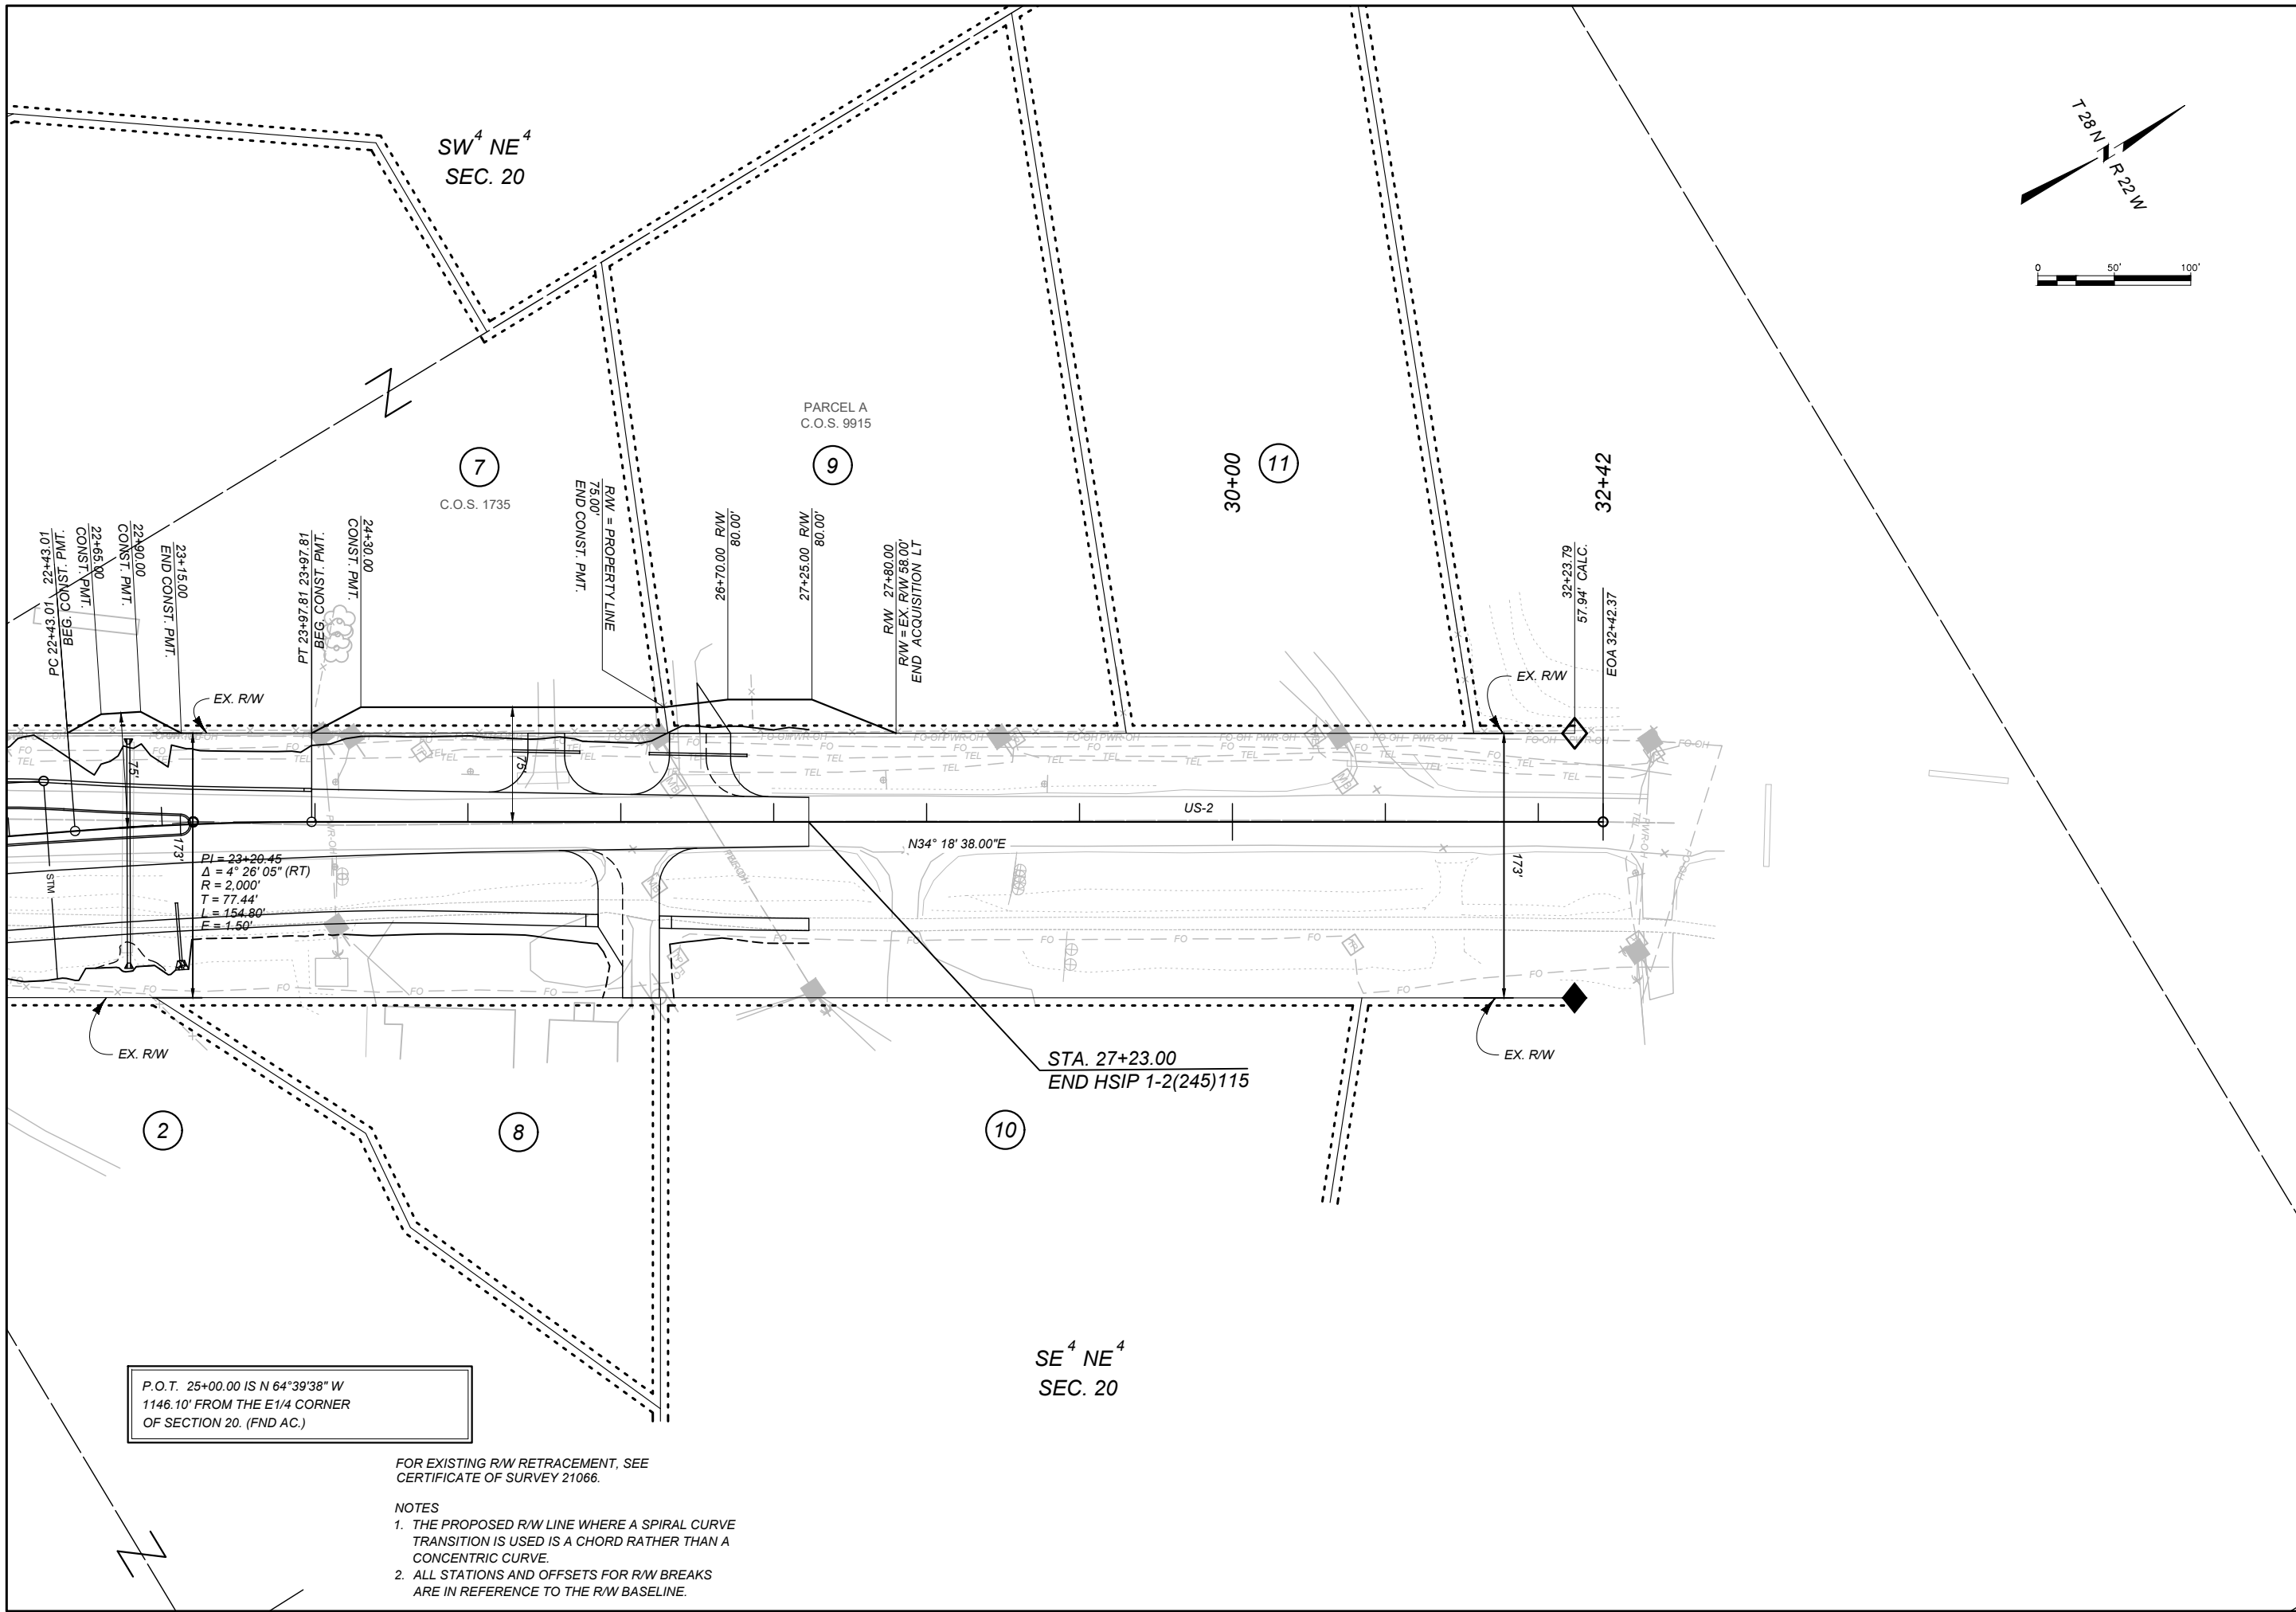 SW 4 NE 4
SEC. 20
T 28 N
R 22 W
0 50' 100'
PARCEL A
C.O.S. 9915
7
9
11
C.O.S. 1735
30+00
32+42
PC 22+43.01 22+43.01
BEG. CONST. PMT.
22+65.00
CONST. PMT.
22+90.00
CONST. PMT.
23+15.00
END CONST. PMT.
PT 23+97.81 23+97.81
BEG. CONST. PMT.
24+30.00
CONST. PMT.
R/W = PROPERTY LINE
75.00'
END CONST. PMT.
26+70.00 R/W
80.00'
27+25.00 R/W
80.00'
R/W 27+80.00
R/W = EX. R/W 58.00'
END ACQUISITION LT
32+23.79
57.94' CALC.
EOA 32+42.37
EX. R/W
EX. R/W
75'
75'
US-2
N34° 18' 38.00"E
173'
173'
STM
PI = 23+20.45
Δ = 4° 26' 05" (RT)
R = 2,000'
T = 77.44'
L = 154.80'
E = 1.50'
EX. R/W
EX. R/W
STA. 27+23.00
END HSIP 1-2(245)115
2
8
10
SE 4 NE 4
SEC. 20
P.O.T. 25+00.00 IS N 64°39'38" W
1146.10' FROM THE E1/4 CORNER
OF SECTION 20. (FND AC.)
FOR EXISTING R/W RETRACEMENT, SEE
CERTIFICATE OF SURVEY 21066.
NOTES
1. THE PROPOSED R/W LINE WHERE A SPIRAL CURVE
TRANSITION IS USED IS A CHORD RATHER THAN A
CONCENTRIC CURVE.
2. ALL STATIONS AND OFFSETS FOR R/W BREAKS
ARE IN REFERENCE TO THE R/W BASELINE.